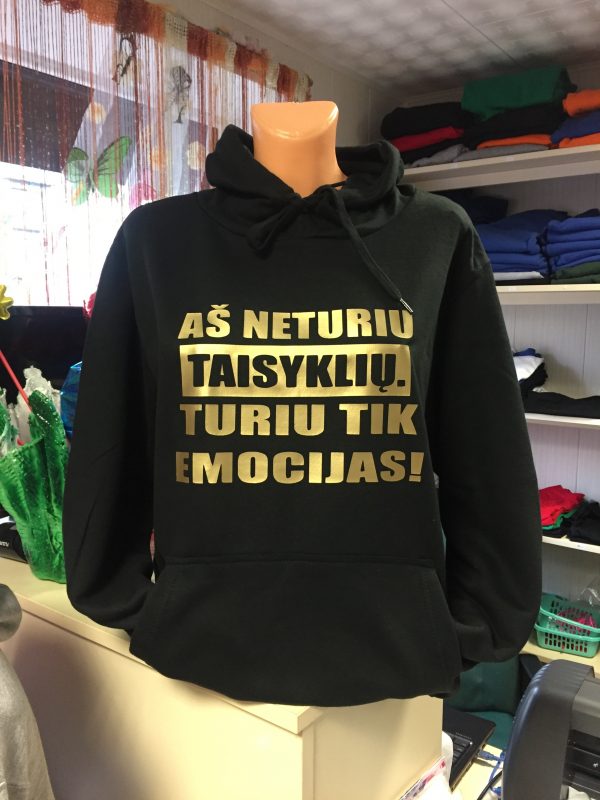 AŠ NETURIU
TAISYKLIŲ.
TURIU TIK
EMOCIJAS!